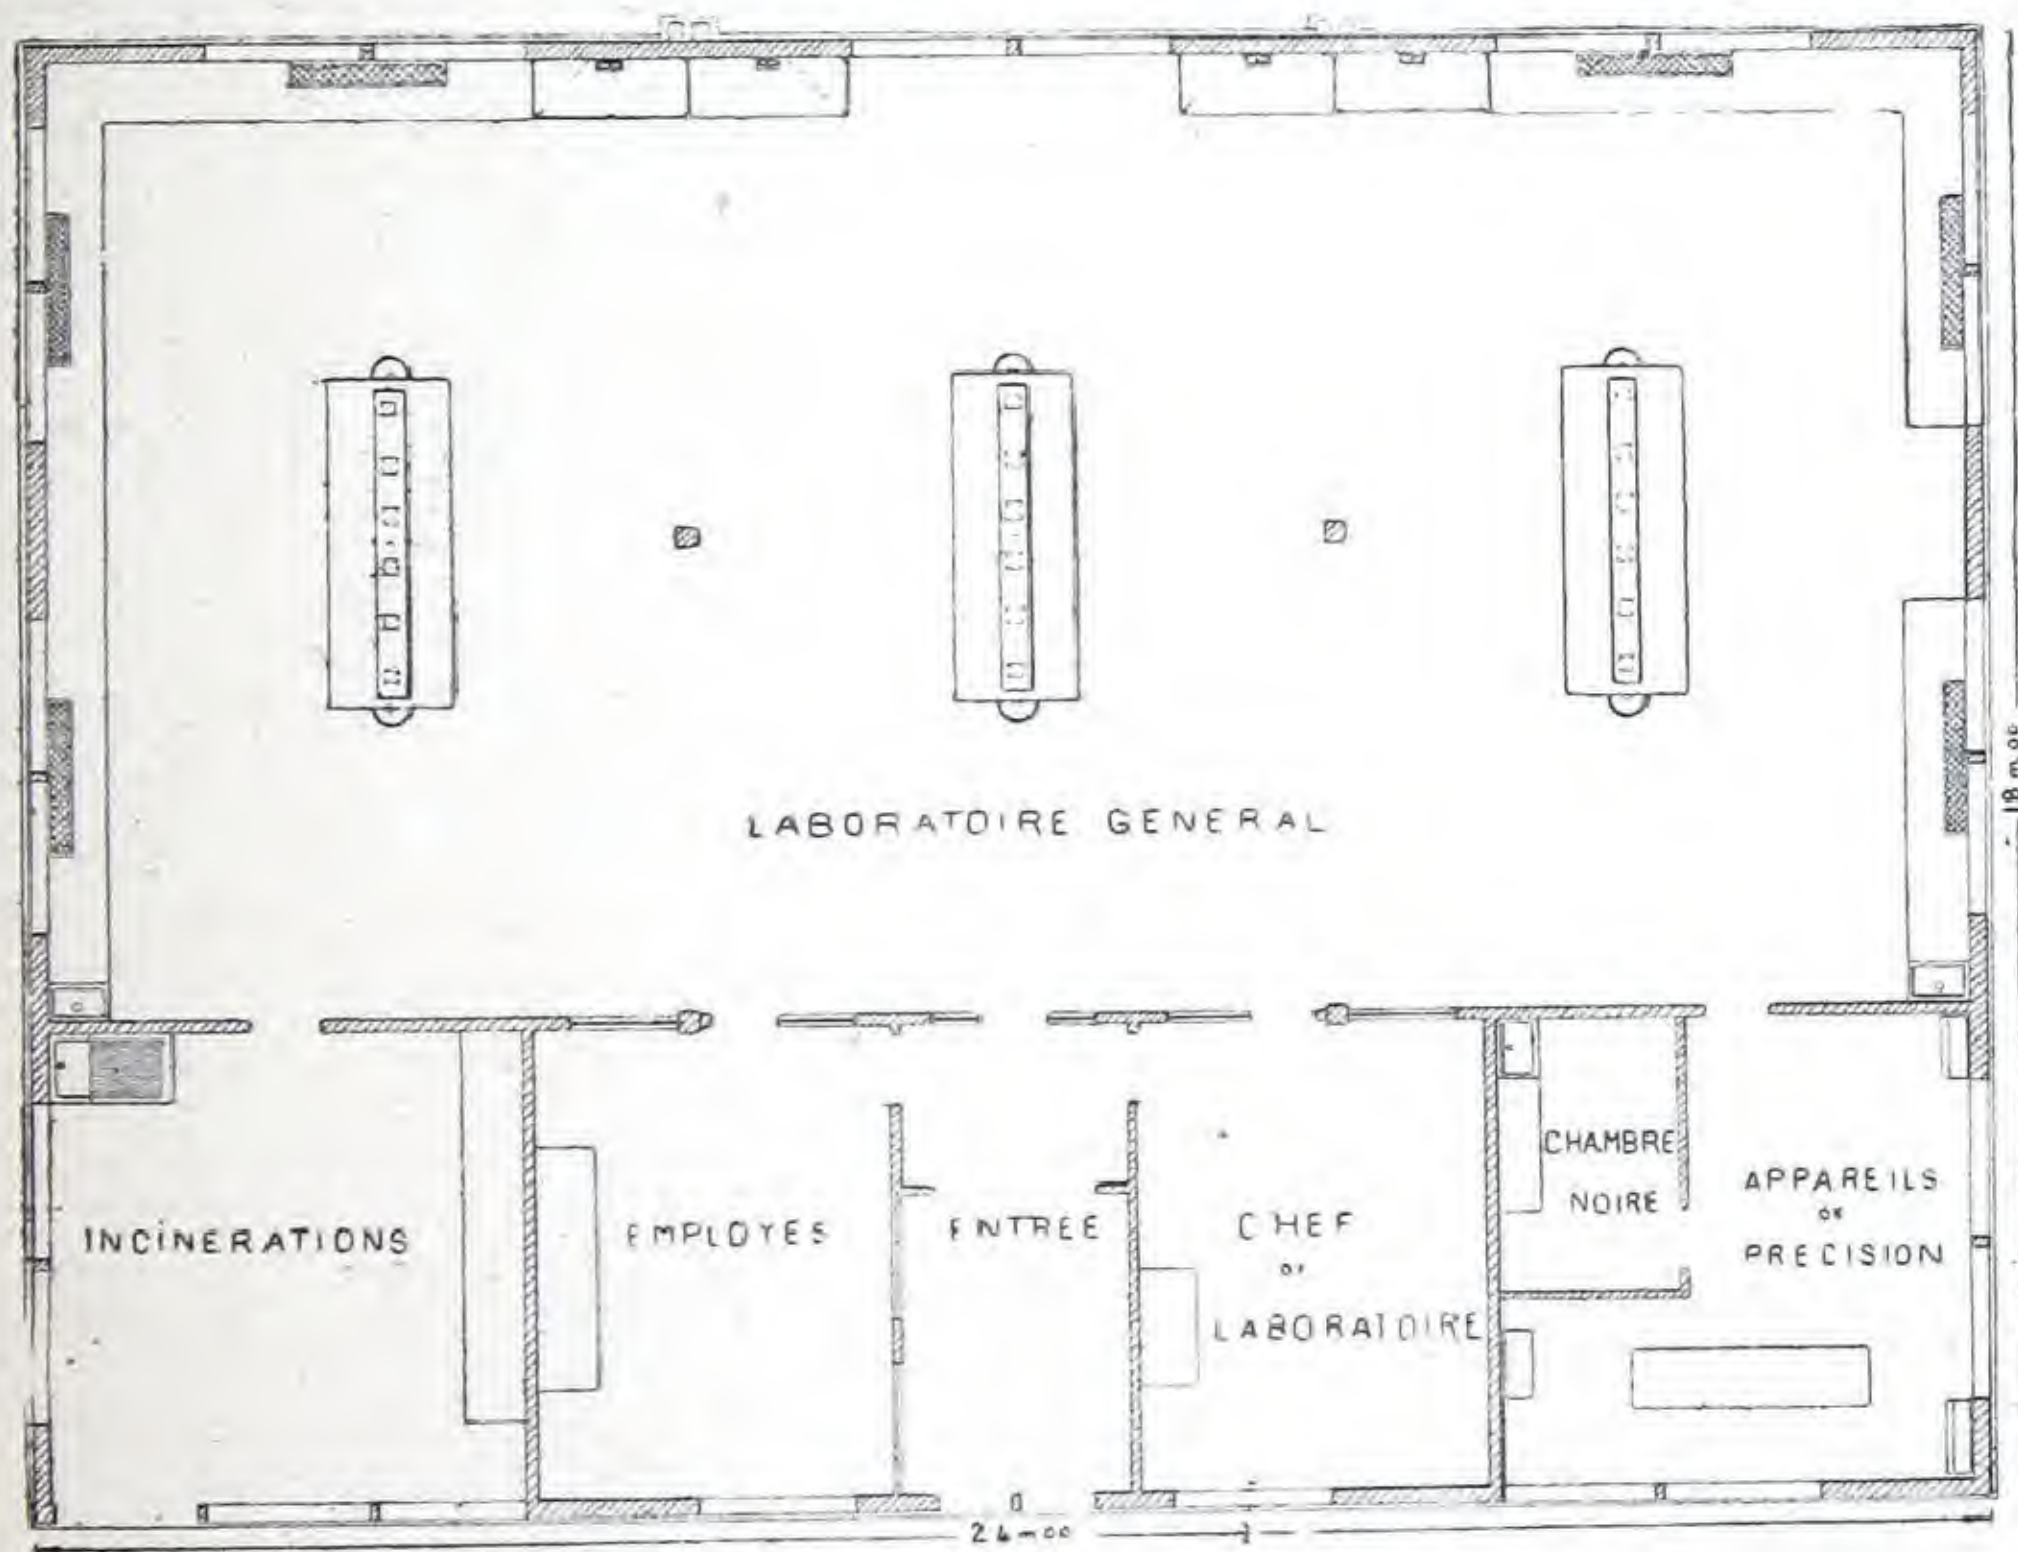 18m00
LABORATOIRE GENERAL
INCINERATIONS
EMPLOYES
ENTREE
CHEF
DE
LABORATOIRE
CHAMBRE
NOIRE
APPAREILS
DE
PRECISION
24m00